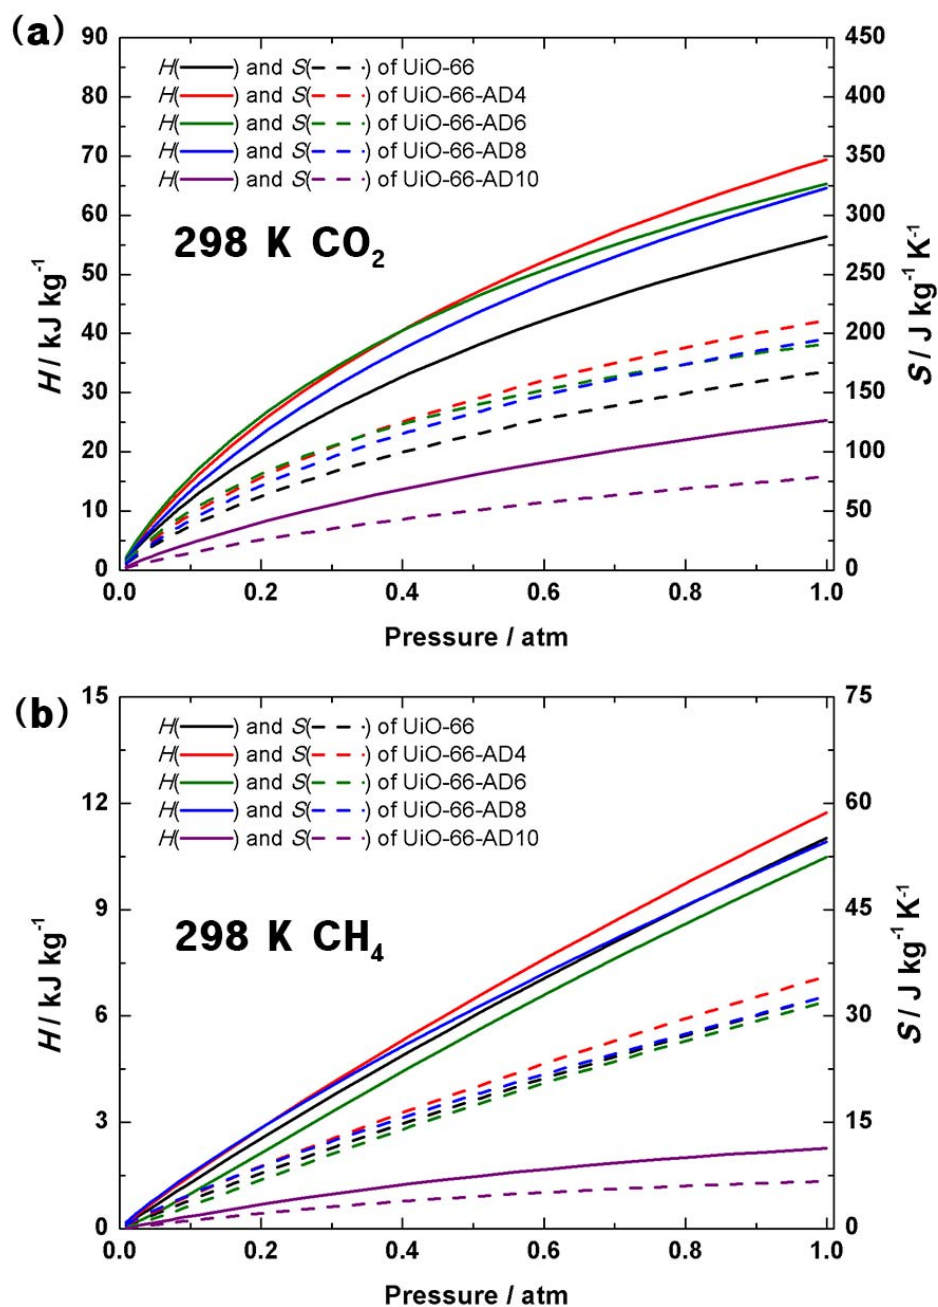 (a)
90
80
70
60
50
40
30
20
10
0
H / kJ kg⁻¹
H( ) and S( ) of UiO-66
H( ) and S( ) of UiO-66-AD4
H( ) and S( ) of UiO-66-AD6
H( ) and S( ) of UiO-66-AD8
H( ) and S( ) of UiO-66-AD10
298 K CO₂
450
400
350
300
250
200
150
100
50
0
S / J kg⁻¹ K⁻¹
0.0 0.2 0.4 0.6 0.8 1.0
Pressure / atm
(b)
15
12
9
6
3
0
H / kJ kg⁻¹
H( ) and S( ) of UiO-66
H( ) and S( ) of UiO-66-AD4
H( ) and S( ) of UiO-66-AD6
H( ) and S( ) of UiO-66-AD8
H( ) and S( ) of UiO-66-AD10
298 K CH₄
75
60
45
30
15
0
S / J kg⁻¹ K⁻¹
0.0 0.2 0.4 0.6 0.8 1.0
Pressure / atm